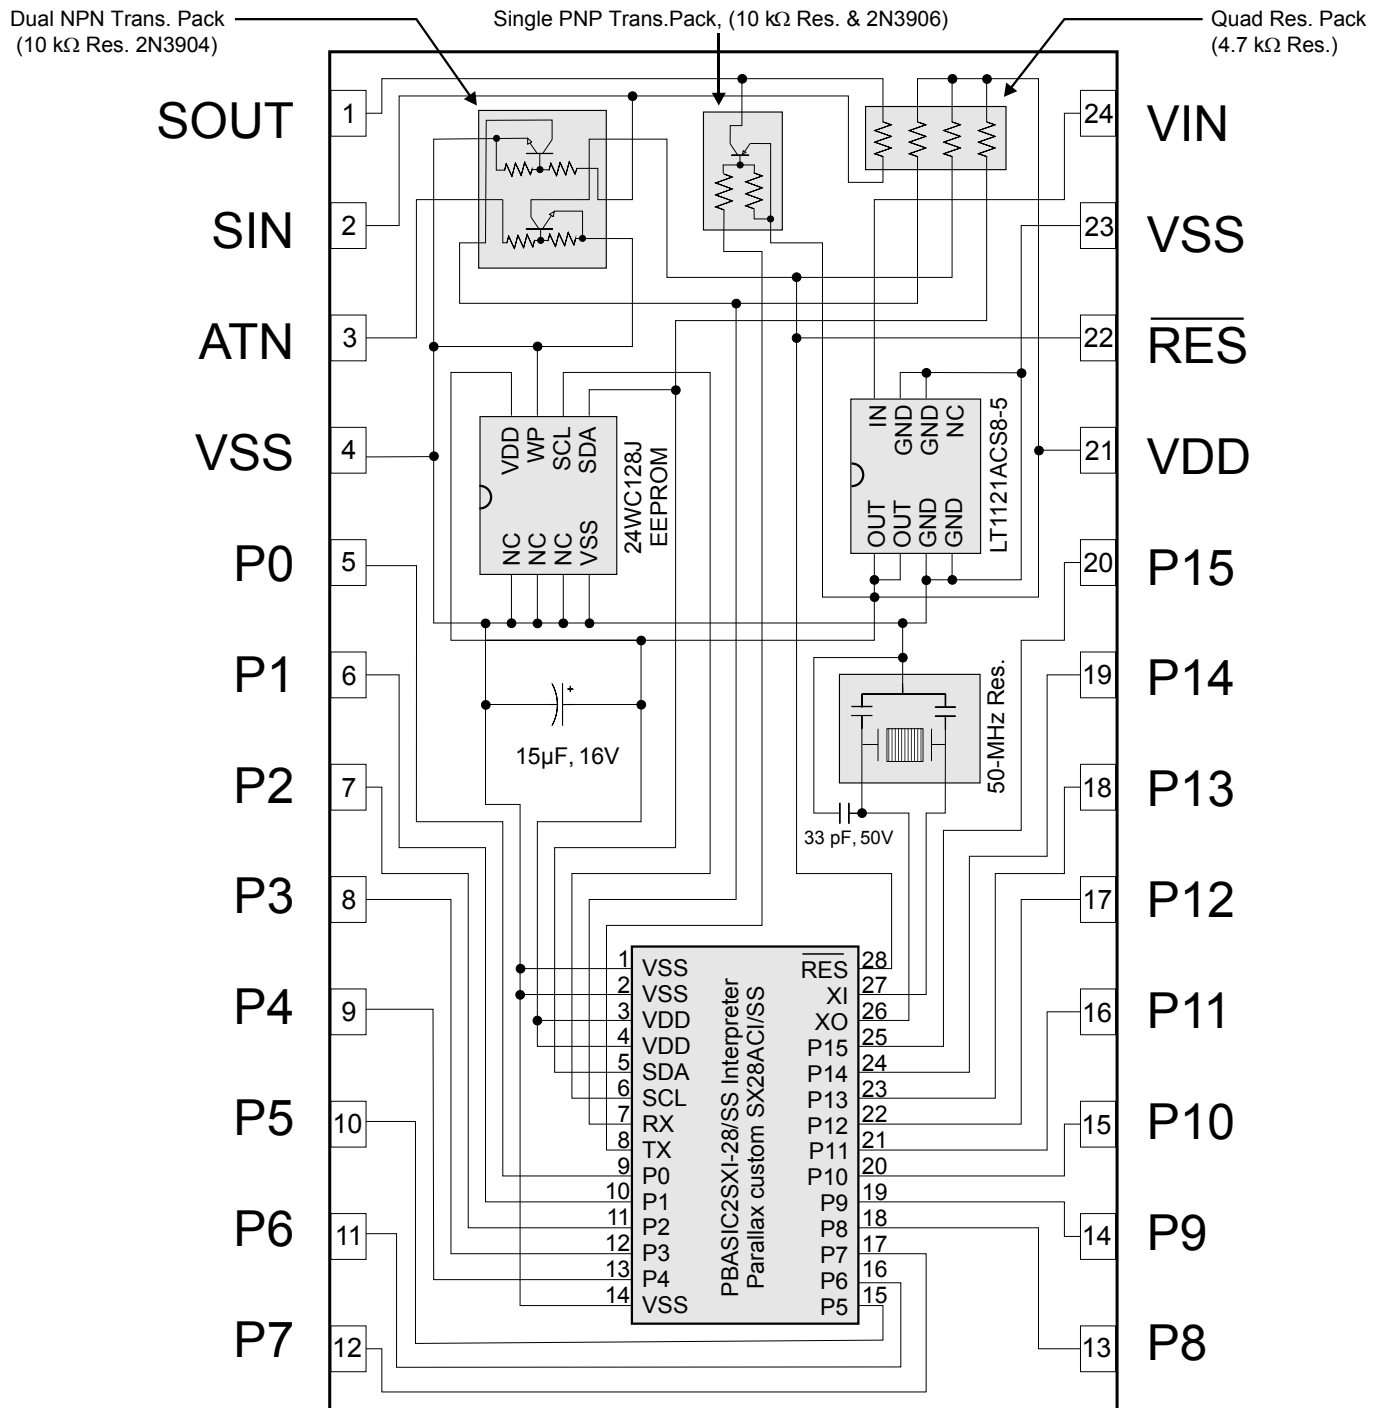 Dual NPN Trans. Pack
(10 kΩ Res. 2N3904)
Single PNP Trans.Pack, (10 kΩ Res. & 2N3906)
Quad Res. Pack
(4.7 kΩ Res.)
SOUT 1
24 VIN
SIN 2
23 VSS
ATN 3
22 RES
VSS 4
21 VDD
P0 5
20 P15
P1 6
19 P14
P2 7
18 P13
P3 8
17 P12
P4 9
16 P11
P5 10
15 P10
P6 11
14 P9
P7 12
13 P8
VDD
WP
SCL
SDA
NC
NC
NC
VSS
24WC128J
EEPROM
IN
GND
GND
NC
OUT
OUT
GND
GND
LT1121ACS8-5
+
15µF, 16V
50-MHz Res.
33 pF, 50V
1 VSS
2 VSS
3 VDD
4 VDD
5 SDA
6 SCL
7 RX
8 TX
9 P0
10 P1
11 P2
12 P3
13 P4
14 VSS
PBASIC2SXI-28/SS Interpreter
Parallax custom SX28ACI/SS
RES 28
XI 27
XO 26
P15 25
P14 24
P13 23
P12 22
P11 21
P10 20
P9 19
P8 18
P7 17
P6 16
P5 15